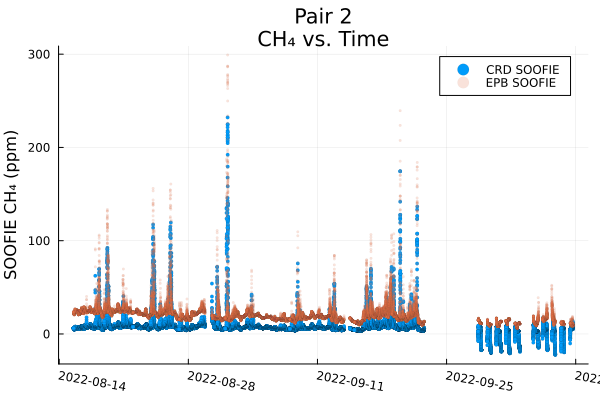 Pair 2
CH₄ vs. Time
CRD SOOFIE
EPB SOOFIE
SOOFIE CH₄ (ppm)
300
200
100
0
2022-08-14
2022-08-28
2022-09-11
2022-09-25
2022